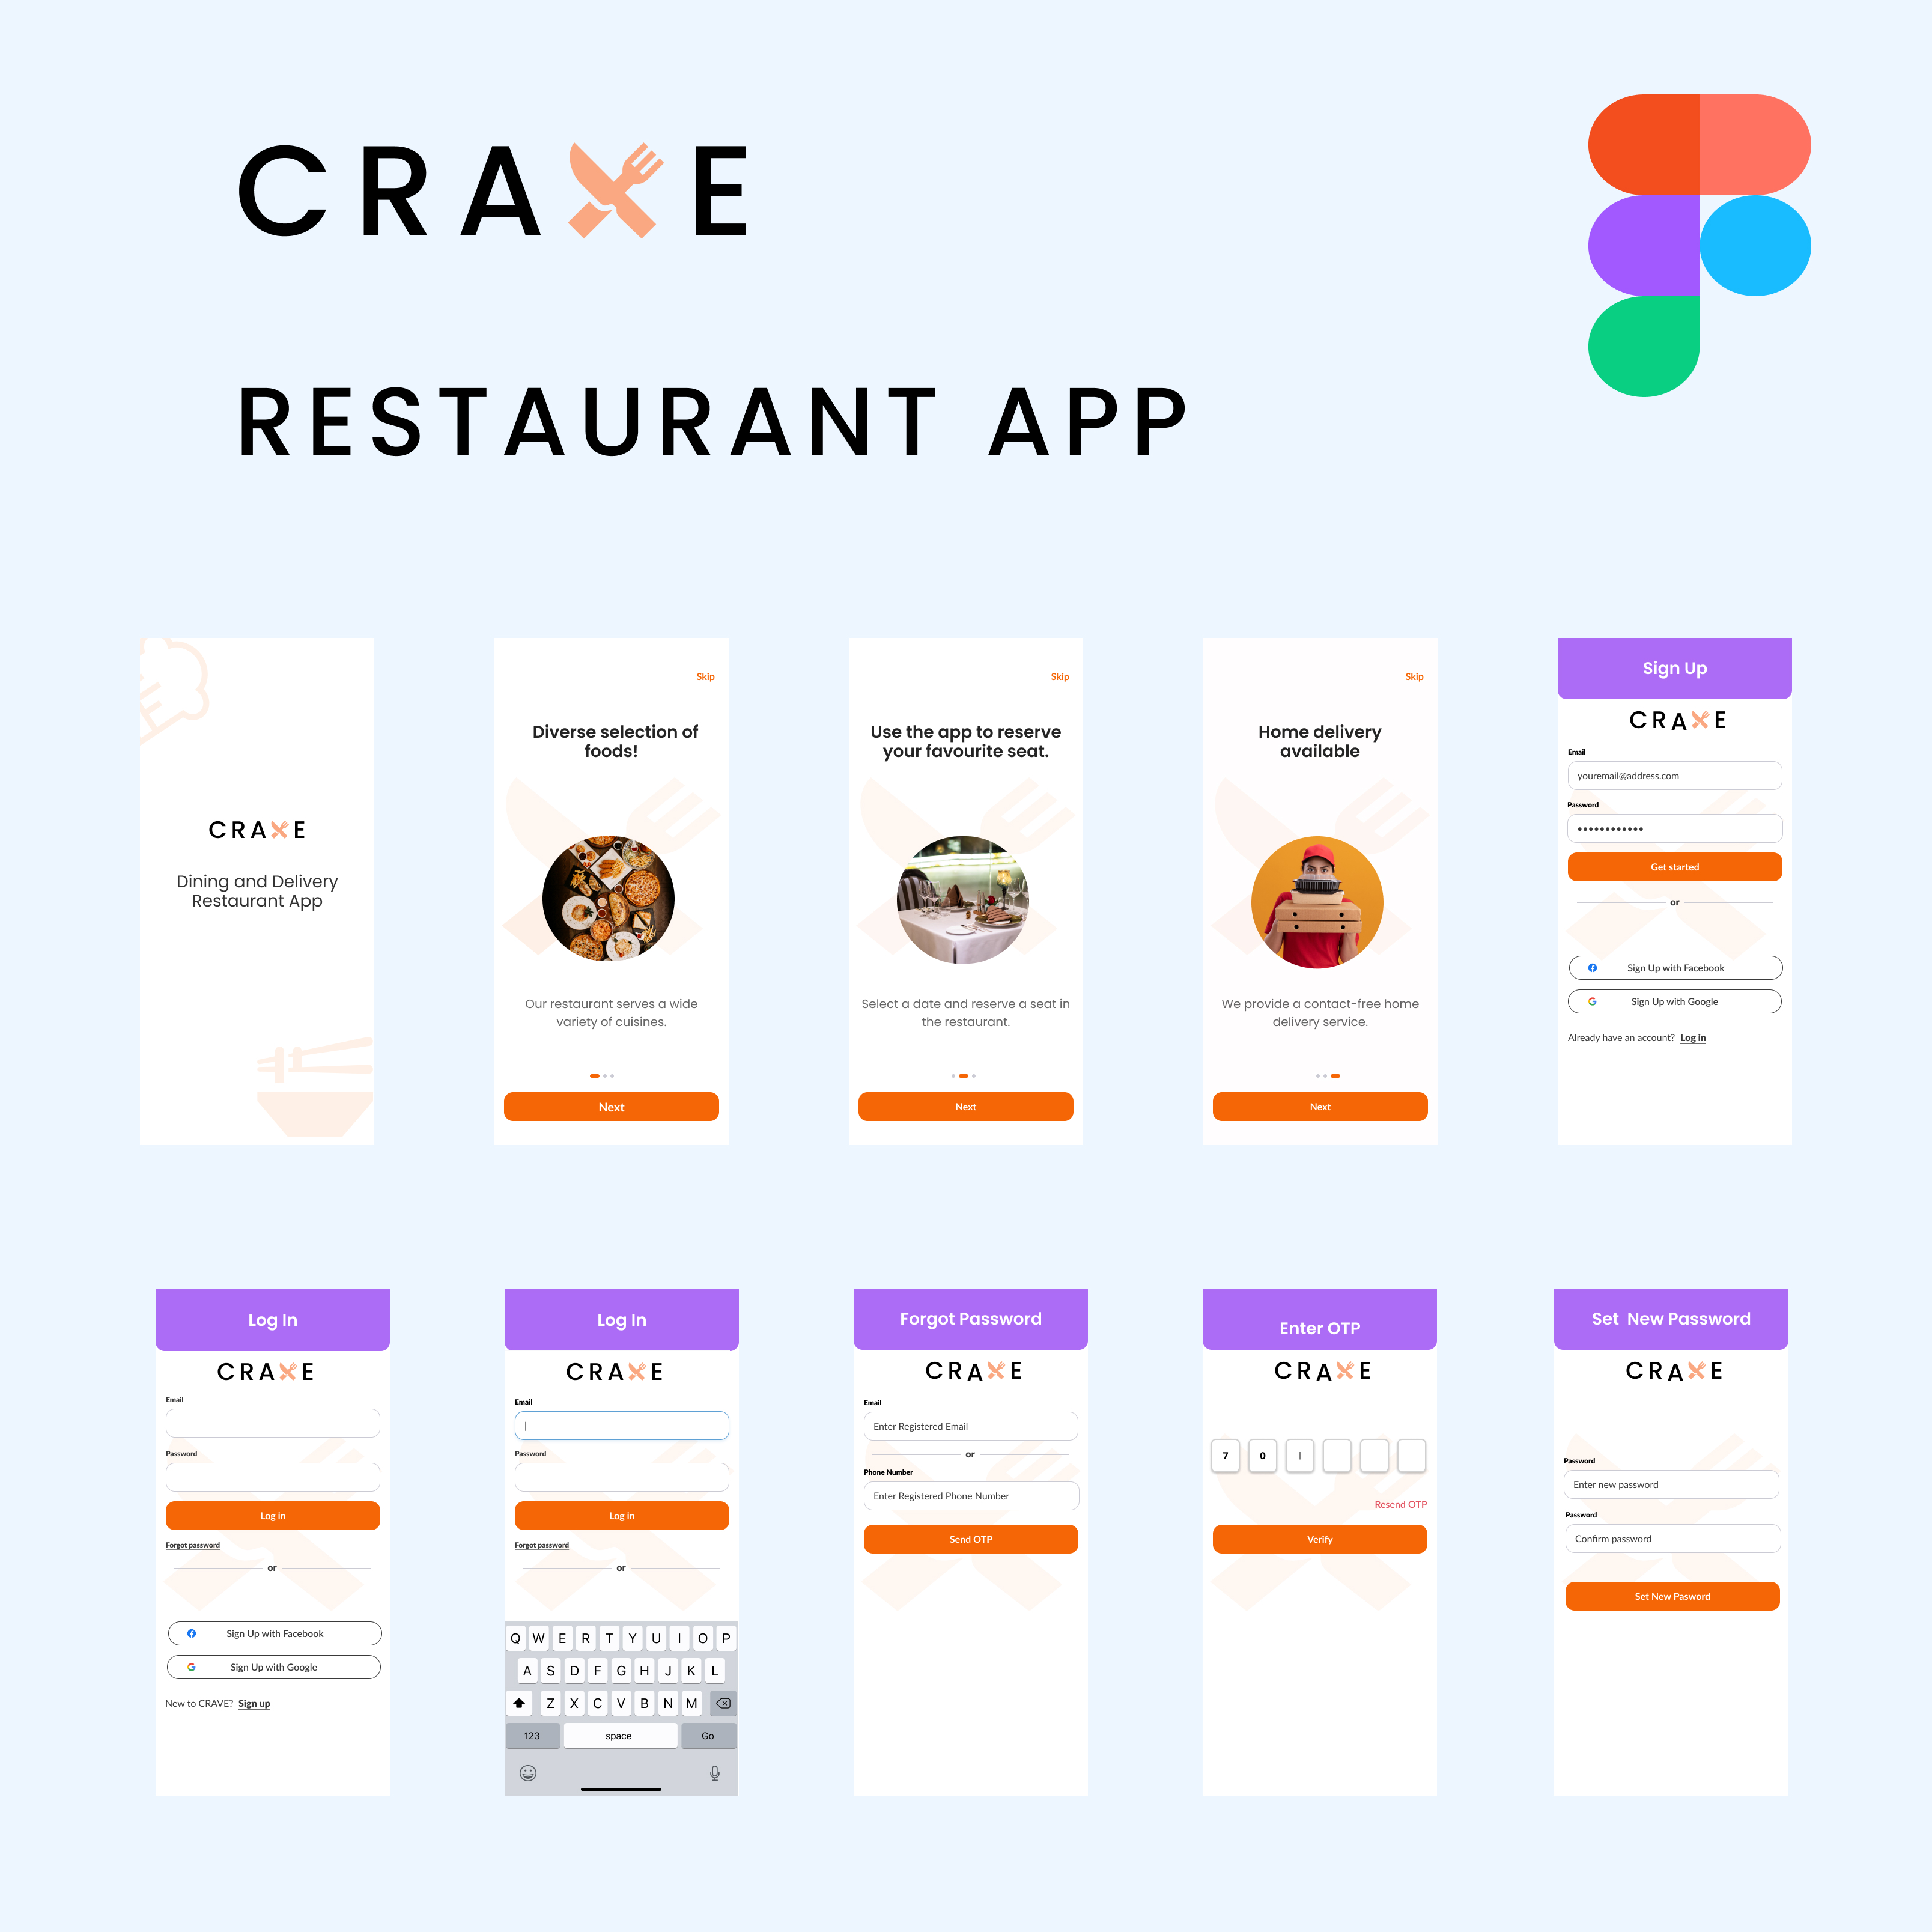 CRAVE
RESTAURANT APP
CRAVE
Dining and Delivery
Restaurant App
Skip
Diverse selection of
foods!
Our restaurant serves a wide
variety of cuisines.
Next
Skip
Use the app to reserve
your favourite seat.
Select a date and reserve a seat in
the restaurant.
Next
Skip
Home delivery
available
We provide a contact-free home
delivery service.
Next
Sign Up
CRAVE
Email
youremail@address.com
Password
••••••••••••
Get started
or
Sign Up with Facebook
Sign Up with Google
Already have an account? Log in
Log In
CRAVE
Email
Password
Log in
Forgot password
or
Sign Up with Facebook
Sign Up with Google
New to CRAVE? Sign up
Log In
CRAVE
Email
Password
Log in
Forgot password
or
Q W E R T Y U I O P
A S D F G H J K L
Z X C V B N M
123 space Go
Forgot Password
CRAVE
Email
Enter Registered Email
or
Phone Number
Enter Registered Phone Number
Send OTP
Enter OTP
CRAVE
7 0
Resend OTP
Verify
Set New Password
CRAVE
Password
Enter new password
Password
Confirm password
Set New Pasword